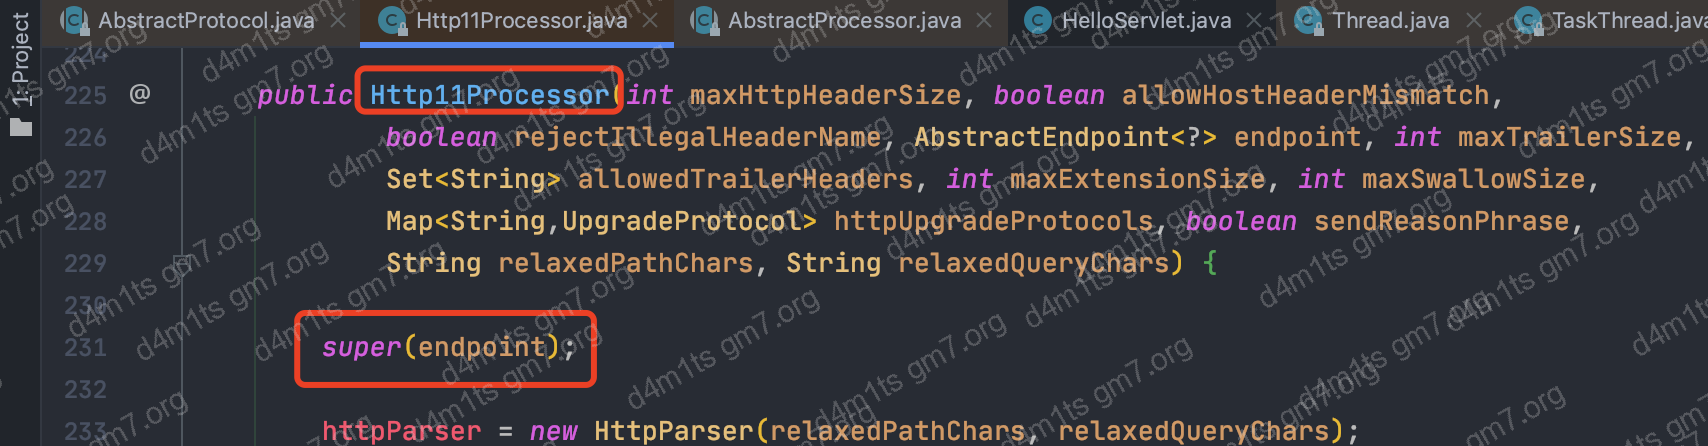 AbstractProtocol.java Http11Processor.java AbstractProcessor.java HelloServlet.java Thread.java TaskThread.java
1: Project
224
225 @ public Http11Processor(int maxHttpHeaderSize, boolean allowHostHeaderMismatch,
226 boolean rejectIllegalHeaderName, AbstractEndpoint<?> endpoint, int maxTrailerSize,
227 Set<String> allowedTrailerHeaders, int maxExtensionSize, int maxSwallowSize,
228 Map<String,UpgradeProtocol> httpUpgradeProtocols, boolean sendReasonPhrase,
229 String relaxedPathChars, String relaxedQueryChars) {
230
231 super(endpoint);
232
233 httpParser = new HttpParser(relaxedPathChars, relaxedQueryChars);
d4m1ts gm7.org